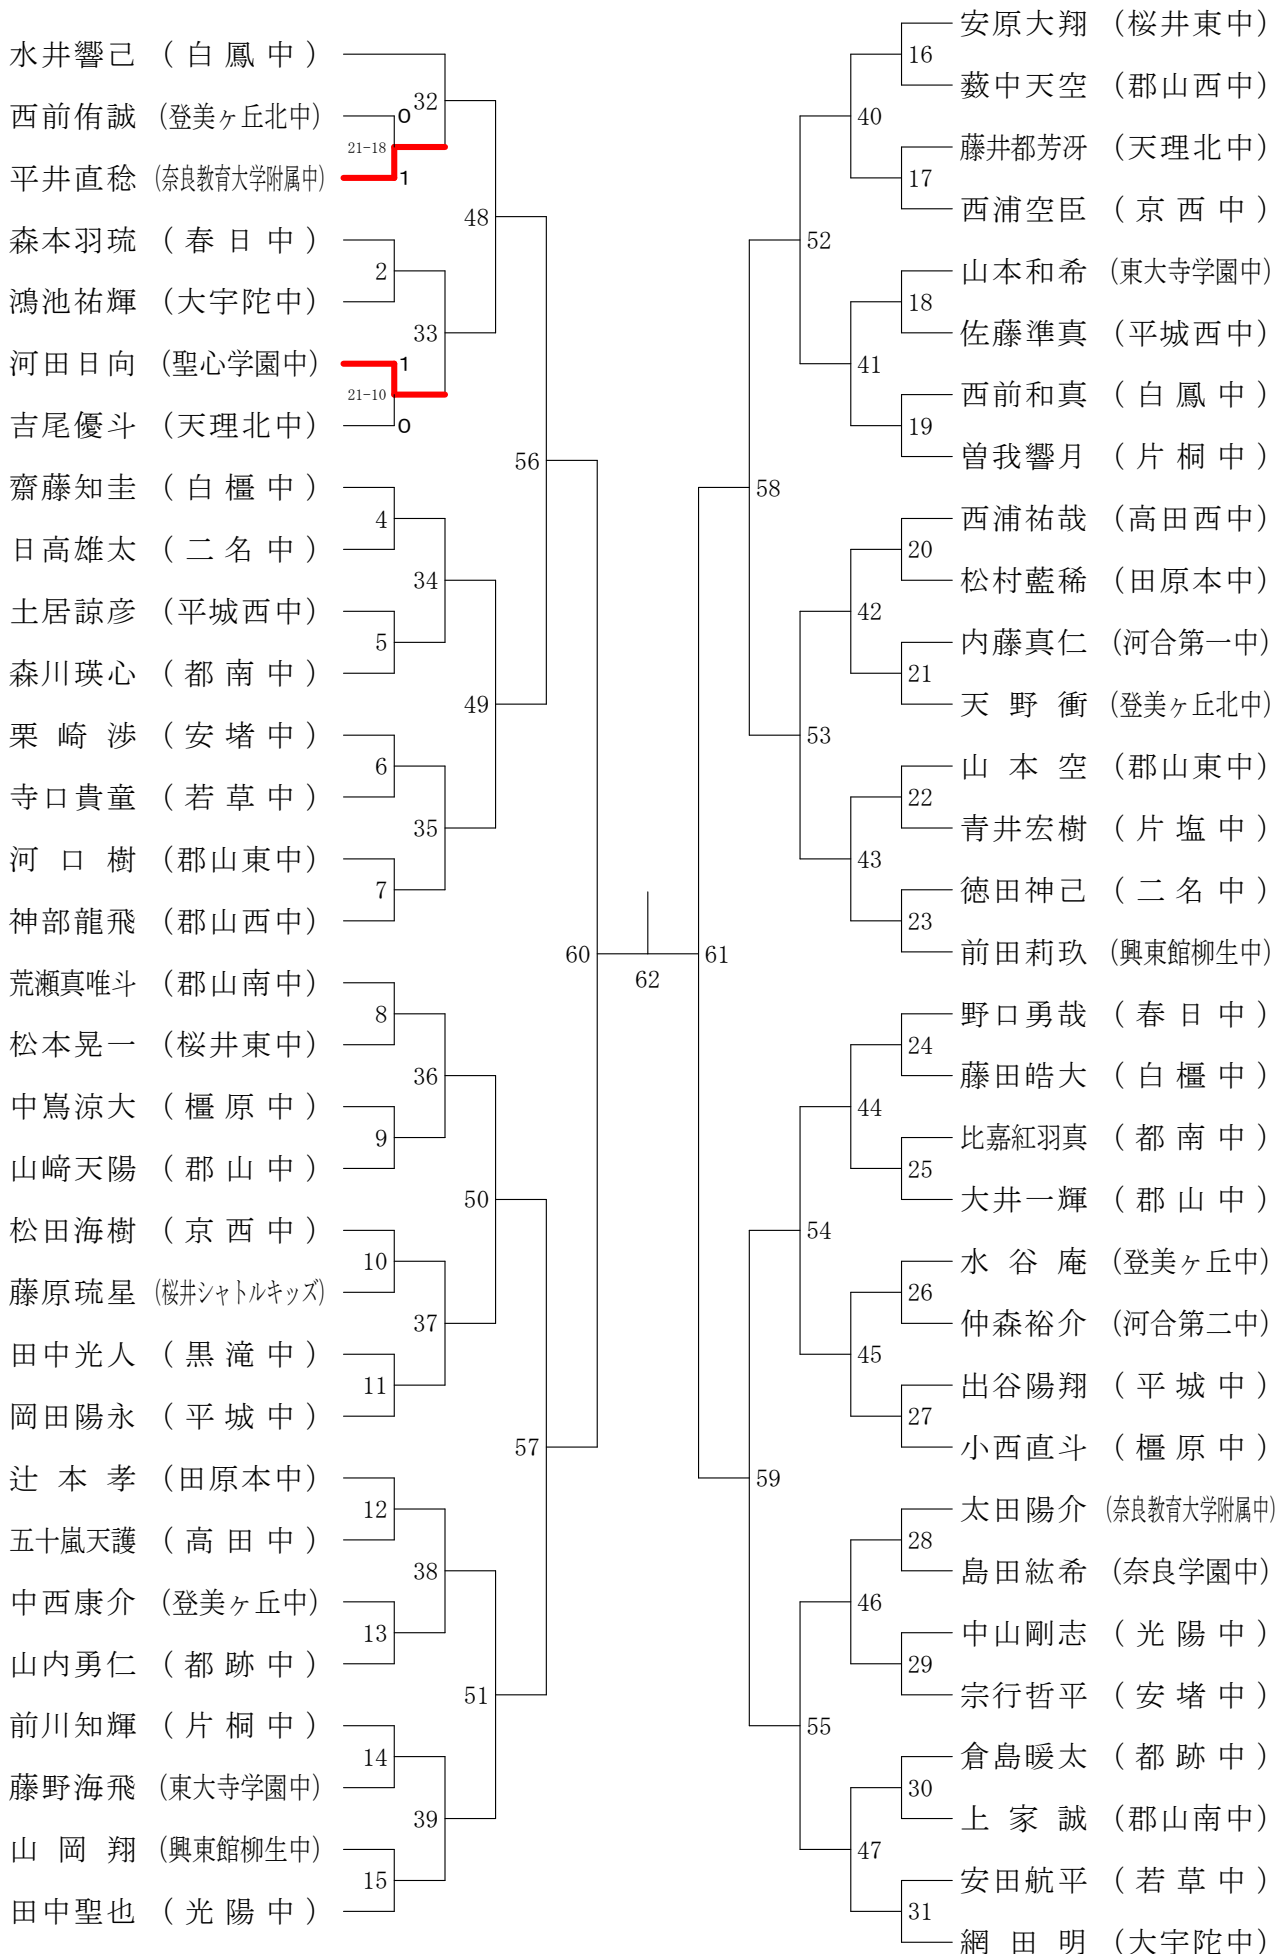 水井響己 （白鳳中）
32
西前侑誠 （登美ヶ丘北中） 0
21-18
平井直稔 （奈良教育大学附属中） 1
48
森本羽琉 （春日中）
2
鴻池祐輝 （大宇陀中）
33
河田日向 （聖心学園中） 1
21-10
吉尾優斗 （天理北中） 0
56
齋藤知圭 （白橿中）
4
日高雄太 （二名中）
34
土居諒彦 （平城西中）
5
森川瑛心 （都南中）
49
栗崎渉 （安堵中）
6
寺口貴童 （若草中）
35
河口樹 （郡山東中）
7
神部龍飛 （郡山西中）
60
荒瀬真唯斗 （郡山南中）
8
松本晃一 （桜井東中）
36
中嶌涼大 （橿原中）
9
山﨑天陽 （郡山中）
50
松田海樹 （京西中）
10
藤原琉星 （桜井シャトルキッズ）
37
田中光人 （黒滝中）
11
岡田陽永 （平城中）
57
辻本孝 （田原本中）
12
五十嵐天護 （高田中）
38
中西康介 （登美ヶ丘中）
13
山内勇仁 （都跡中）
51
前川知輝 （片桐中）
14
藤野海飛 （東大寺学園中）
39
山岡翔 （興東館柳生中）
15
田中聖也 （光陽中）
62
安原大翔 （桜井東中）
16
薮中天空 （郡山西中）
40
藤井都芳冴 （天理北中）
17
西浦空臣 （京西中）
52
山本和希 （東大寺学園中）
18
佐藤準真 （平城西中）
41
西前和真 （白鳳中）
19
曽我響月 （片桐中）
58
西浦祐哉 （高田西中）
20
松村藍稀 （田原本中）
42
内藤真仁 （河合第一中）
21
天野衝 （登美ヶ丘北中）
53
山本空 （郡山東中）
22
青井宏樹 （片塩中）
43
徳田神己 （二名中）
23
前田莉玖 （興東館柳生中）
61
野口勇哉 （春日中）
24
藤田皓大 （白橿中）
44
比嘉紅羽真 （都南中）
25
大井一輝 （郡山中）
54
水谷庵 （登美ヶ丘中）
26
仲森裕介 （河合第二中）
45
出谷陽翔 （平城中）
27
小西直斗 （橿原中）
59
太田陽介 （奈良教育大学附属中）
28
島田紘希 （奈良学園中）
46
中山剛志 （光陽中）
29
宗行哲平 （安堵中）
55
倉島暖太 （都跡中）
30
上家誠 （郡山南中）
47
安田航平 （若草中）
31
網田明 （大宇陀中）